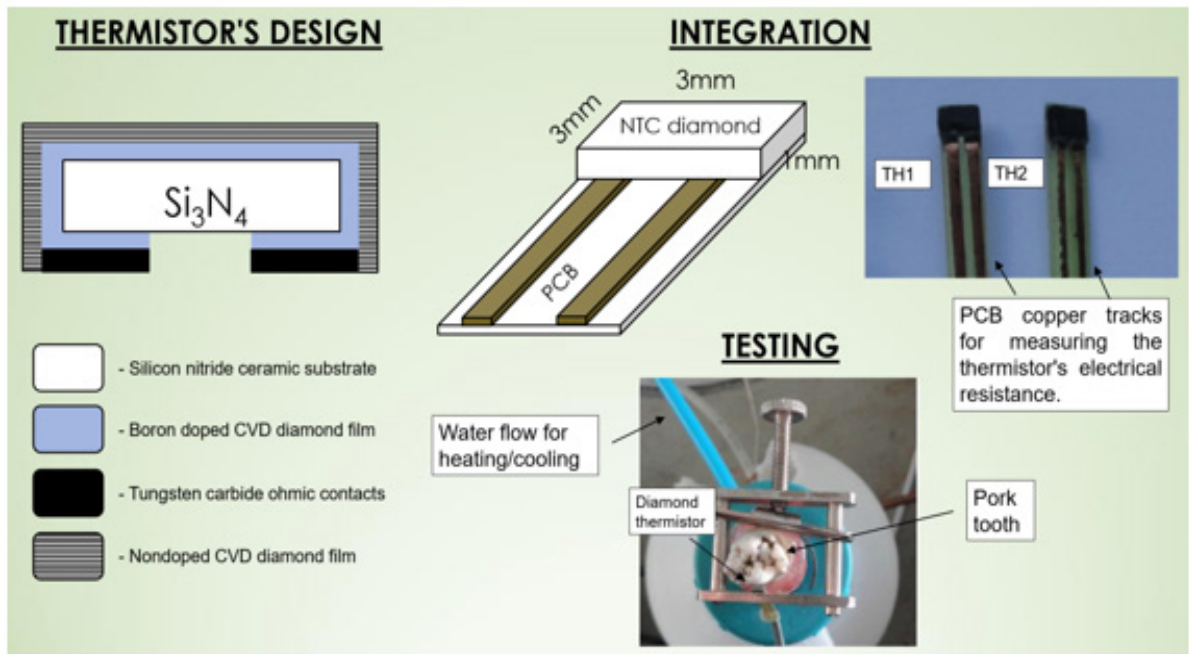 THERMISTOR'S DESIGN
Si3N4
- Silicon nitride ceramic substrate
- Boron doped CVD diamond film
- Tungsten carbide ohmic contacts
- Nondoped CVD diamond film
INTEGRATION
3mm
3mm
NTC diamond
1mm
PCB
TH1
TH2
PCB copper tracks
for measuring the
thermistor's electrical
resistance.
TESTING
Water flow for
heating/cooling
Diamond
thermistor
Pork
tooth